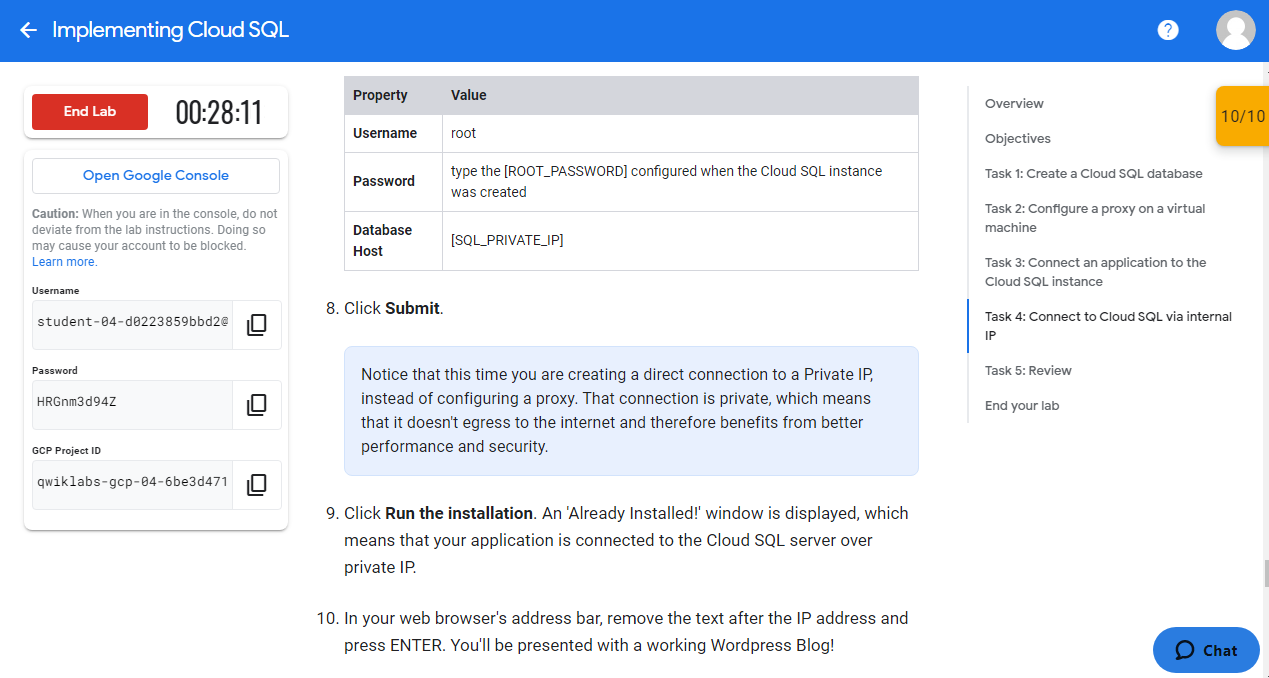 Implementing Cloud SQL
?
End Lab
00:28:11
Open Google Console
Caution: When you are in the console, do not
deviate from the lab instructions. Doing so
may cause your account to be blocked.
Learn more.
Username
student-04-d0223859bbd2@
Password
HRGnm3d94Z
GCP Project ID
qwiklabs-gcp-04-6be3d471
Property Value
Username root
Password type the [ROOT_PASSWORD] configured when the Cloud SQL instance
was created
Database
Host [SQL_PRIVATE_IP]
8. Click Submit.
Notice that this time you are creating a direct connection to a Private IP,
instead of configuring a proxy. That connection is private, which means
that it doesn't egress to the internet and therefore benefits from better
performance and security.
9. Click Run the installation. An 'Already Installed!' window is displayed, which
means that your application is connected to the Cloud SQL server over
private IP.
10. In your web browser's address bar, remove the text after the IP address and
press ENTER. You'll be presented with a working Wordpress Blog!
Overview
Objectives
Task 1: Create a Cloud SQL database
Task 2: Configure a proxy on a virtual
machine
Task 3: Connect an application to the
Cloud SQL instance
Task 4: Connect to Cloud SQL via internal
IP
Task 5: Review
End your lab
10/10
Chat